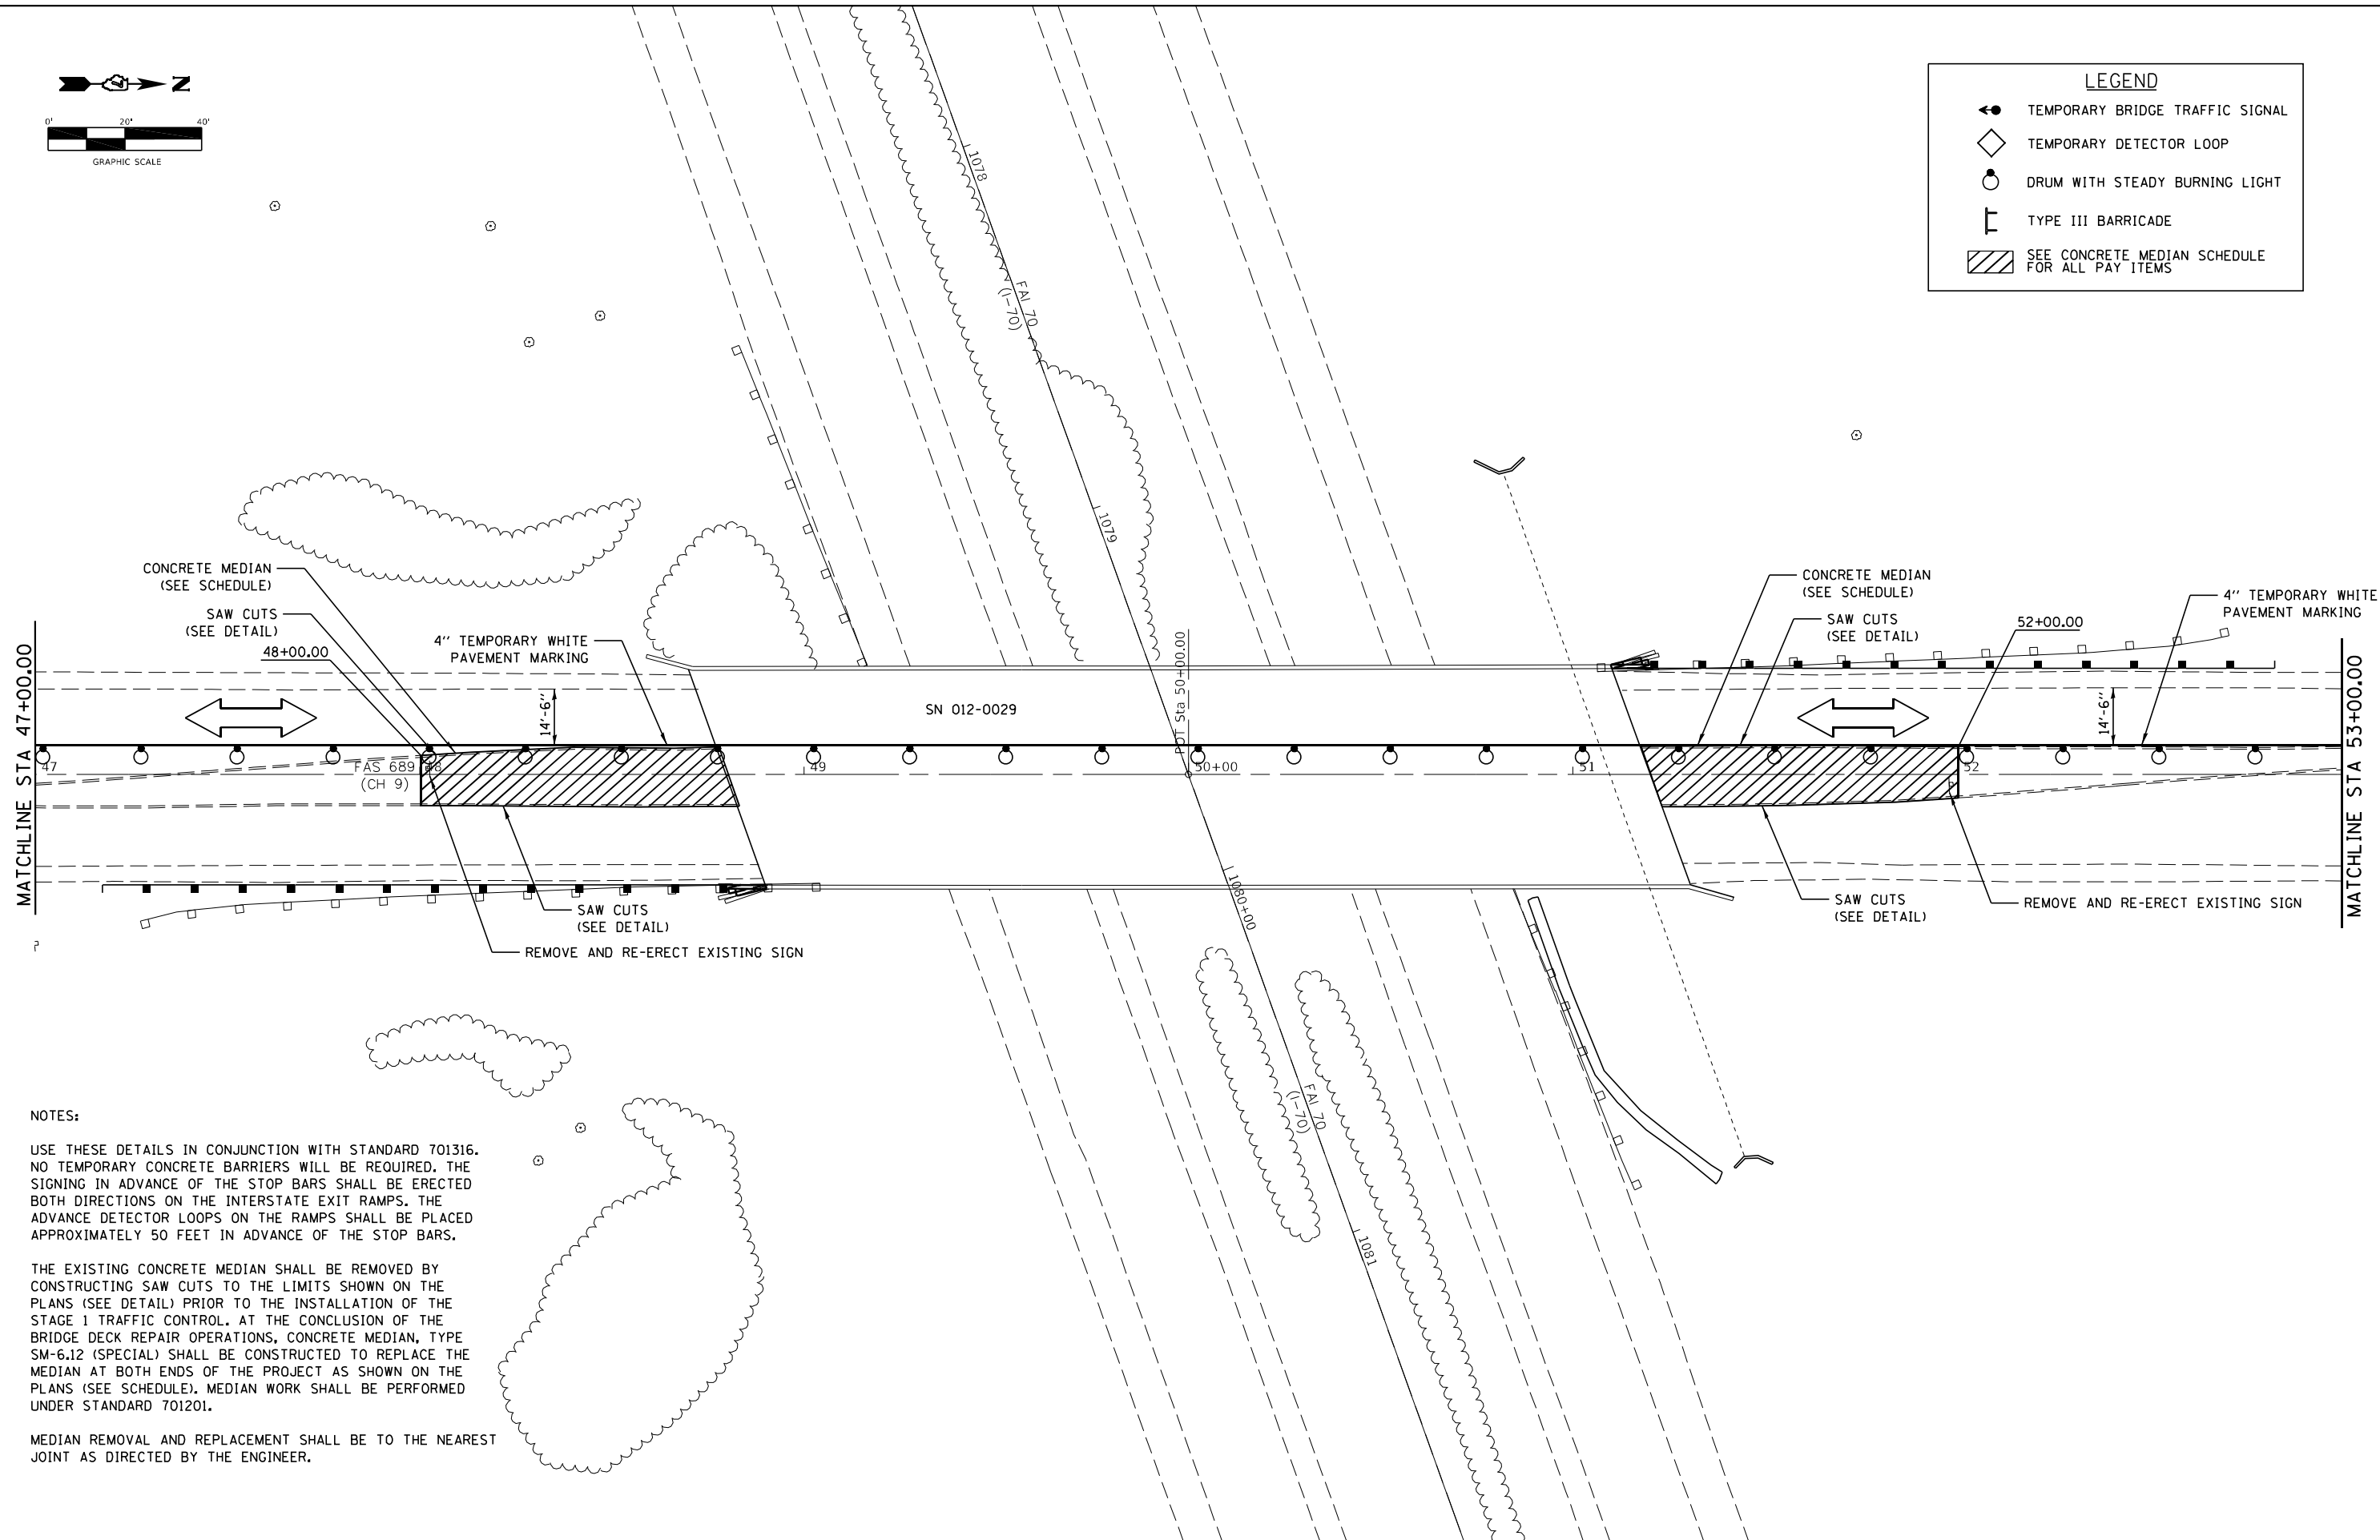 N
0' 20' 40'
GRAPHIC SCALE
LEGEND
TEMPORARY BRIDGE TRAFFIC SIGNAL
TEMPORARY DETECTOR LOOP
DRUM WITH STEADY BURNING LIGHT
TYPE III BARRICADE
SEE CONCRETE MEDIAN SCHEDULE
FOR ALL PAY ITEMS
1078
FAI 70
(I-70)
1079
CONCRETE MEDIAN
(SEE SCHEDULE)
SAW CUTS
(SEE DETAIL)
48+00.00
4'' TEMPORARY WHITE
PAVEMENT MARKING
14'-6''
MATCHLINE STA 47+00.00
47
FAS 689
(CH 9)
48
SN 012-0029
49
POT Sta 50+00.00
50+00
51
52
CONCRETE MEDIAN
(SEE SCHEDULE)
SAW CUTS
(SEE DETAIL)
52+00.00
4'' TEMPORARY WHITE
PAVEMENT MARKING
14'-6''
MATCHLINE STA 53+00.00
SAW CUTS
(SEE DETAIL)
REMOVE AND RE-ERECT EXISTING SIGN
SAW CUTS
(SEE DETAIL)
REMOVE AND RE-ERECT EXISTING SIGN
1080+00
FAI 70
(I-70)
1081
NOTES:
USE THESE DETAILS IN CONJUNCTION WITH STANDARD 701316.
NO TEMPORARY CONCRETE BARRIERS WILL BE REQUIRED. THE
SIGNING IN ADVANCE OF THE STOP BARS SHALL BE ERECTED
BOTH DIRECTIONS ON THE INTERSTATE EXIT RAMPS. THE
ADVANCE DETECTOR LOOPS ON THE RAMPS SHALL BE PLACED
APPROXIMATELY 50 FEET IN ADVANCE OF THE STOP BARS.
THE EXISTING CONCRETE MEDIAN SHALL BE REMOVED BY
CONSTRUCTING SAW CUTS TO THE LIMITS SHOWN ON THE
PLANS (SEE DETAIL) PRIOR TO THE INSTALLATION OF THE
STAGE 1 TRAFFIC CONTROL. AT THE CONCLUSION OF THE
BRIDGE DECK REPAIR OPERATIONS, CONCRETE MEDIAN, TYPE
SM-6.12 (SPECIAL) SHALL BE CONSTRUCTED TO REPLACE THE
MEDIAN AT BOTH ENDS OF THE PROJECT AS SHOWN ON THE
PLANS (SEE SCHEDULE). MEDIAN WORK SHALL BE PERFORMED
UNDER STANDARD 701201.
MEDIAN REMOVAL AND REPLACEMENT SHALL BE TO THE NEAREST
JOINT AS DIRECTED BY THE ENGINEER.